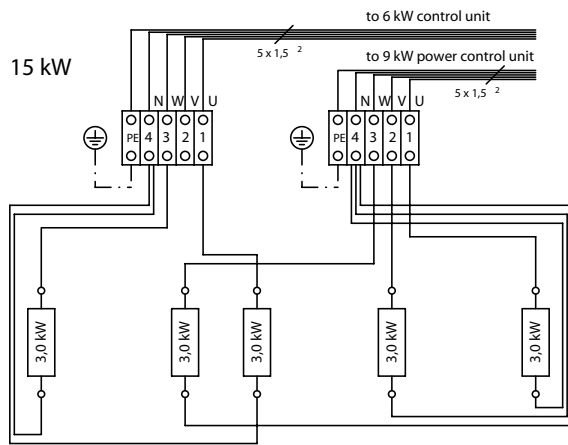 to 6 kW control unit
5 x 1,5 ²
15 kW
to 9 kW power control unit
5 x 1,5 ²
N W V U
PE 4 3 2 1
N W V U
PE 4 3 2 1
3,0 kW
3,0 kW
3,0 kW
3,0 kW
3,0 kW